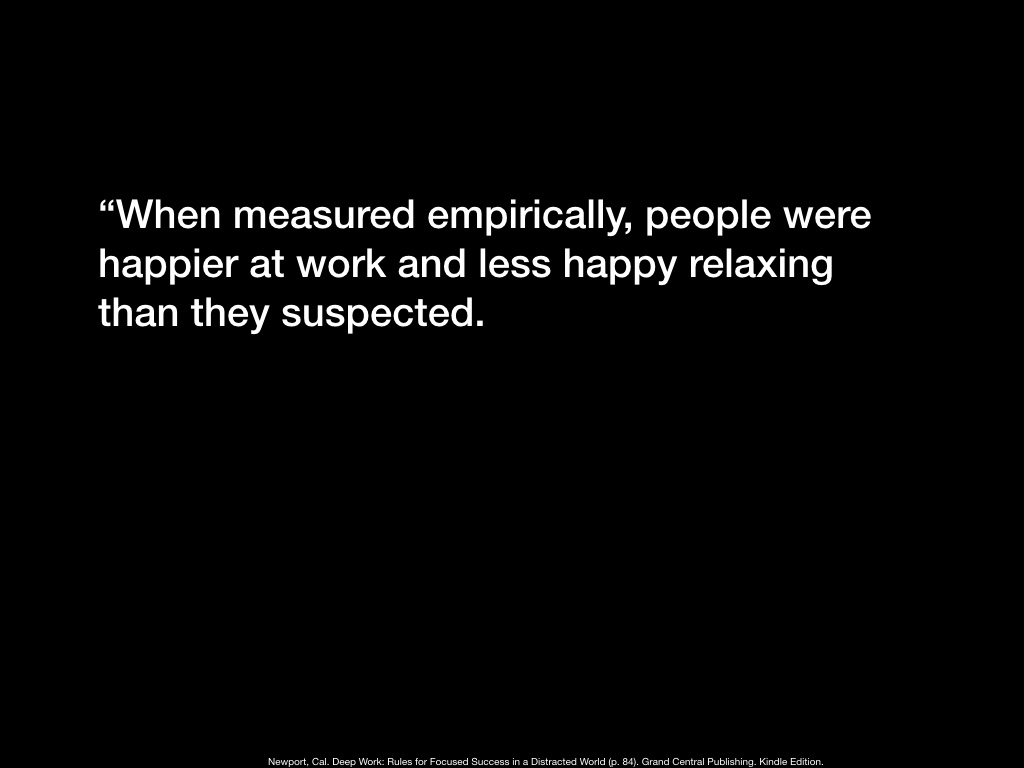 “When measured empirically, people were
happier at work and less happy relaxing
than they suspected.
Newport, Cal. Deep Work: Rules for Focused Success in a Distracted World (p. 84). Grand Central Publishing. Kindle Edition.